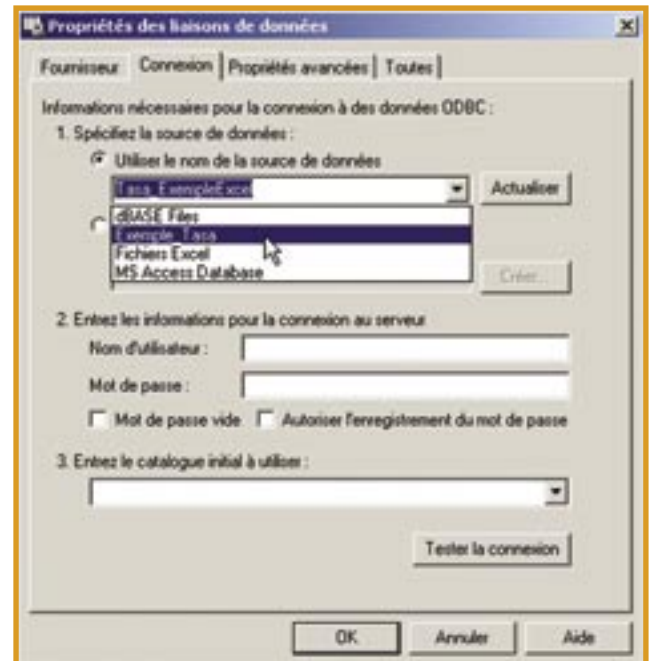 Propriétés des liaisons de données
Fournisseur Connexion Propriétés avancées Toutes
Informations nécessaires pour la connexion à des données ODBC :
1. Spécifiez la source de données :
Utiliser le nom de la source de données
Tasa_ExempleExcel Actualiser
dBASE Files
Exemple_Tasa
Fichiers Excel
MS Access Database
Créer...
2. Entrez les informations pour la connexion au serveur
Nom d'utilisateur :
Mot de passe :
Mot de passe vide Autoriser l'enregistrement du mot de passe
3. Entrez le catalogue initial à utiliser :
Tester la connexion
OK Annuler Aide